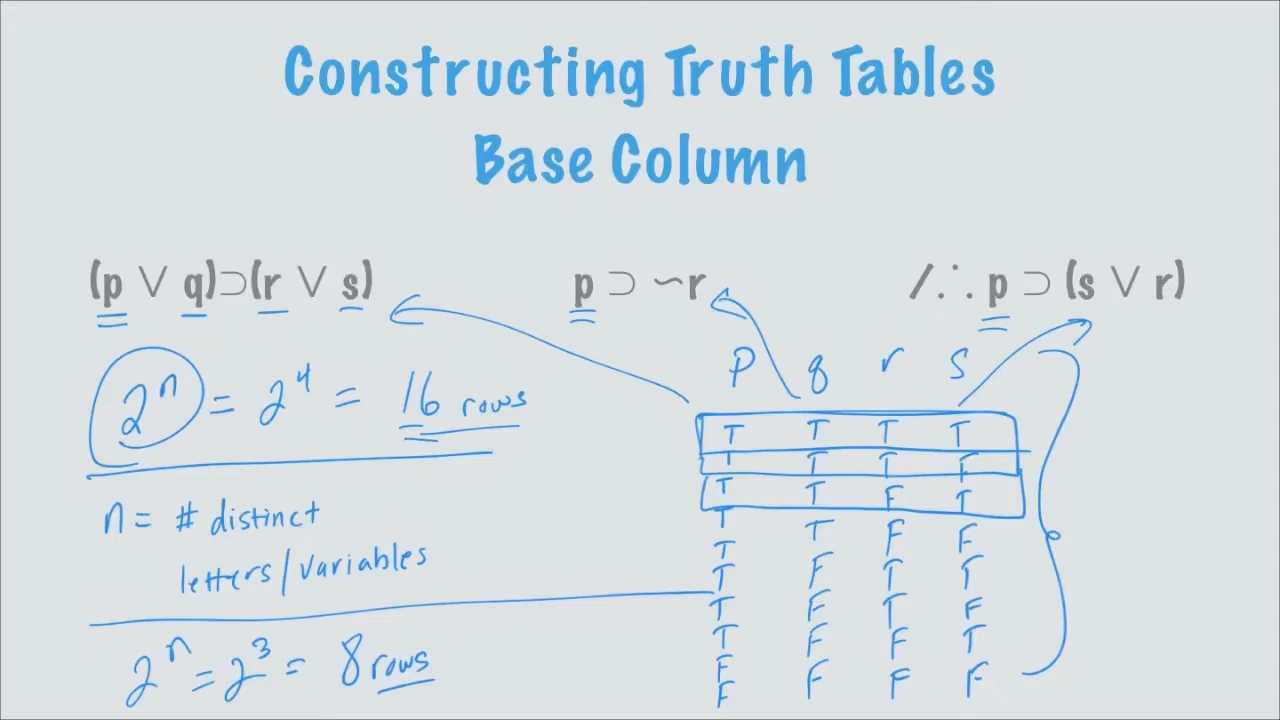 Constructing Truth Tables
Base Column
(p ∨ q)⊃(r ∨ s) p ⊃ ∼r /∴ p ⊃ (s ∨ r)
p q r s
2ⁿ = 2⁴ = 16 rows
T T T T
T T T F
T T F T
n = # distinct
T T F F
letters/variables
T F T T
T F T F
T F F T
2ⁿ = 2³ = 8 rows
T F F F
F
F